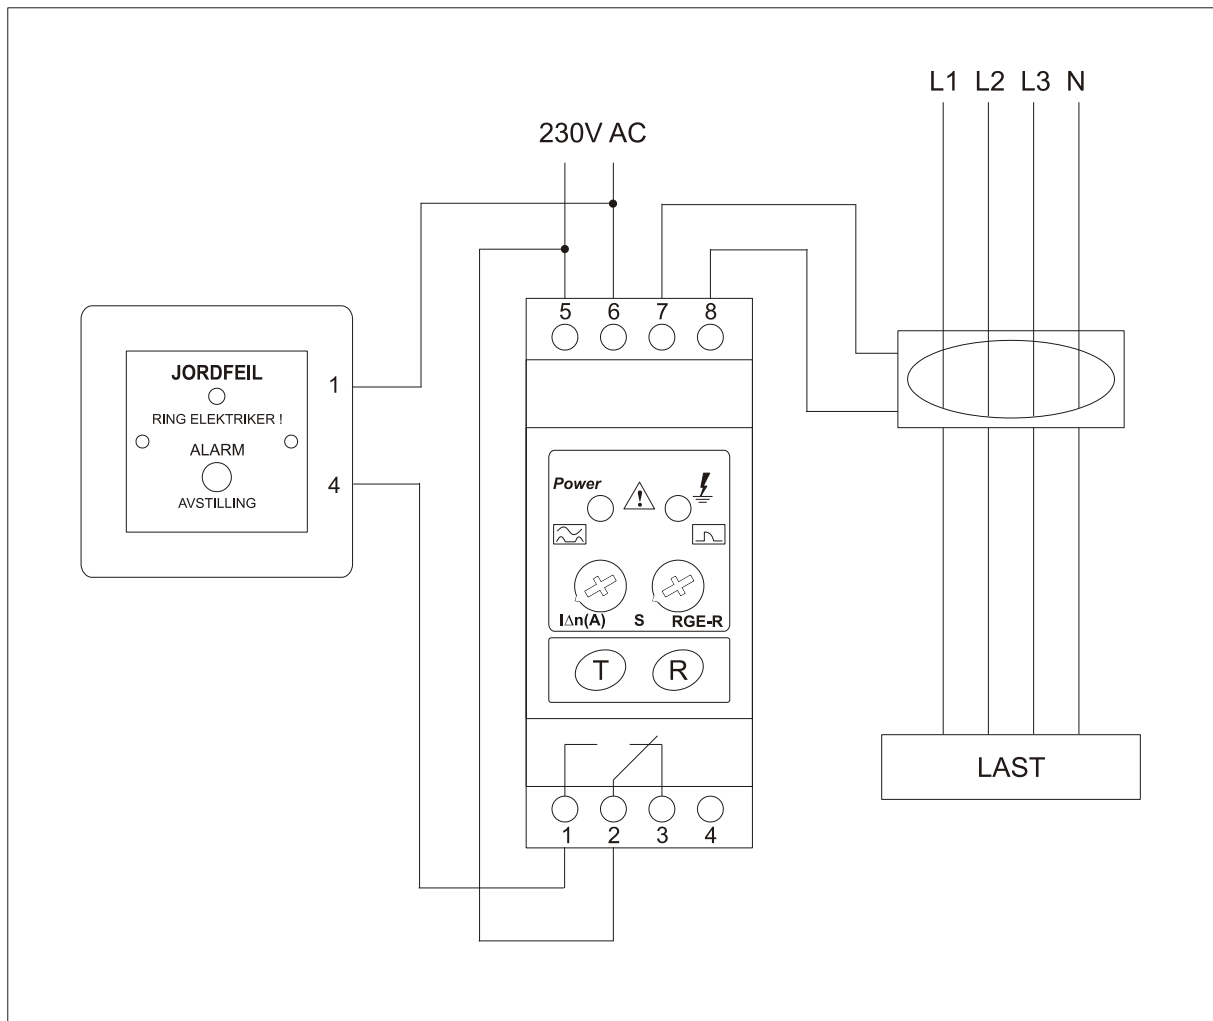 L1 L2 L3 N
230V AC
5 6 7 8
JORDFEIL
1
RING ELEKTRIKER !
ALARM
4
AVSTILLING
Power
I∆n(A) S RGE-R
T R
LAST
1 2 3 4